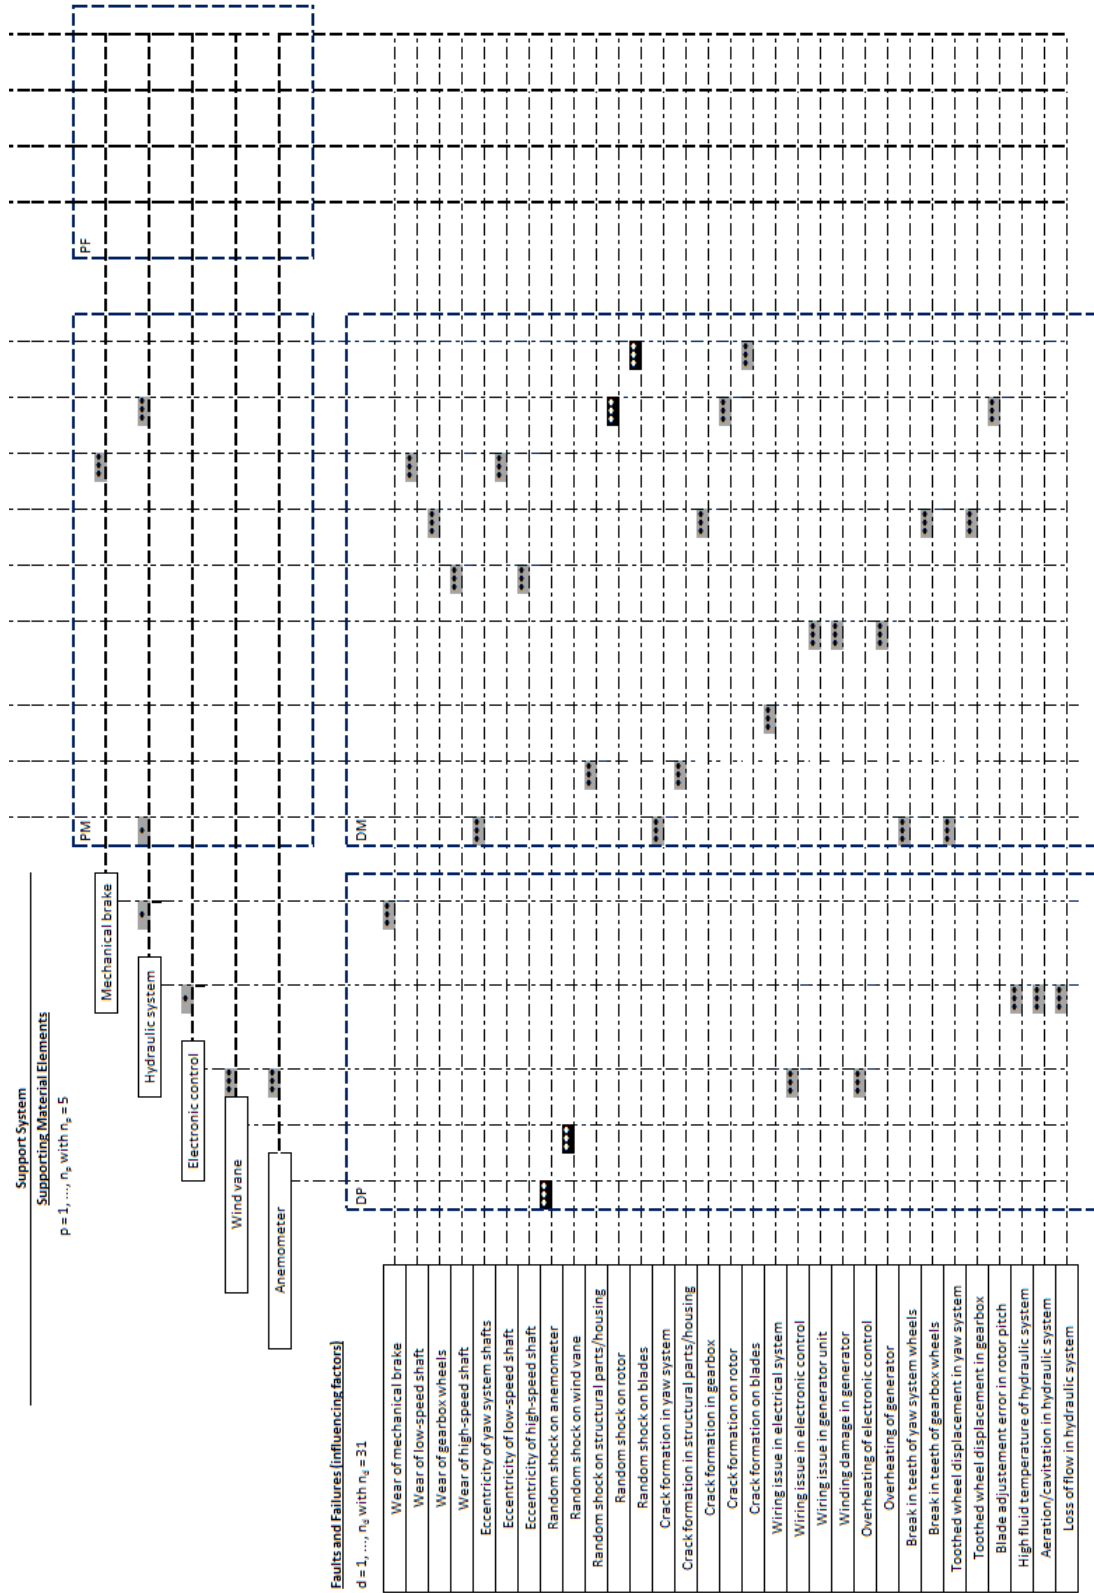 Support System
Supporting Material Elements
p = 1, ..., nₚ with nₚ = 5
Mechanical brake
Hydraulic system
Electronic control
Wind vane
Anemometer
PM
PF
DP
DM
Faults and Failures (influencing factors)
d = 1, ..., n_d with n_d = 31
Wear of mechanical brake
Wear of low-speed shaft
Wear of gearbox wheels
Wear of high-speed shaft
Eccentricity of yaw system shafts
Eccentricity of low-speed shaft
Eccentricity of high-speed shaft
Random shock on anemometer
Random shock on wind vane
Random shock on structural parts/housing
Random shock on rotor
Random shock on blades
Crack formation in yaw system
Crack formation in structural parts/housing
Crack formation in gearbox
Crack formation on rotor
Crack formation on blades
Wiring issue in electrical system
Wiring issue in electronic control
Wiring issue in generator unit
Winding damage in generator
Overheating of electronic control
Overheating of generator
Break in teeth of yaw system wheels
Break in teeth of gearbox wheels
Toothed wheel displacement in yaw system
Toothed wheel displacement in gearbox
Blade adjustement error in rotor pitch
High fluid temperature of hydraulic system
Aeration/cavitation in hydraulic system
Loss of flow in hydraulic system